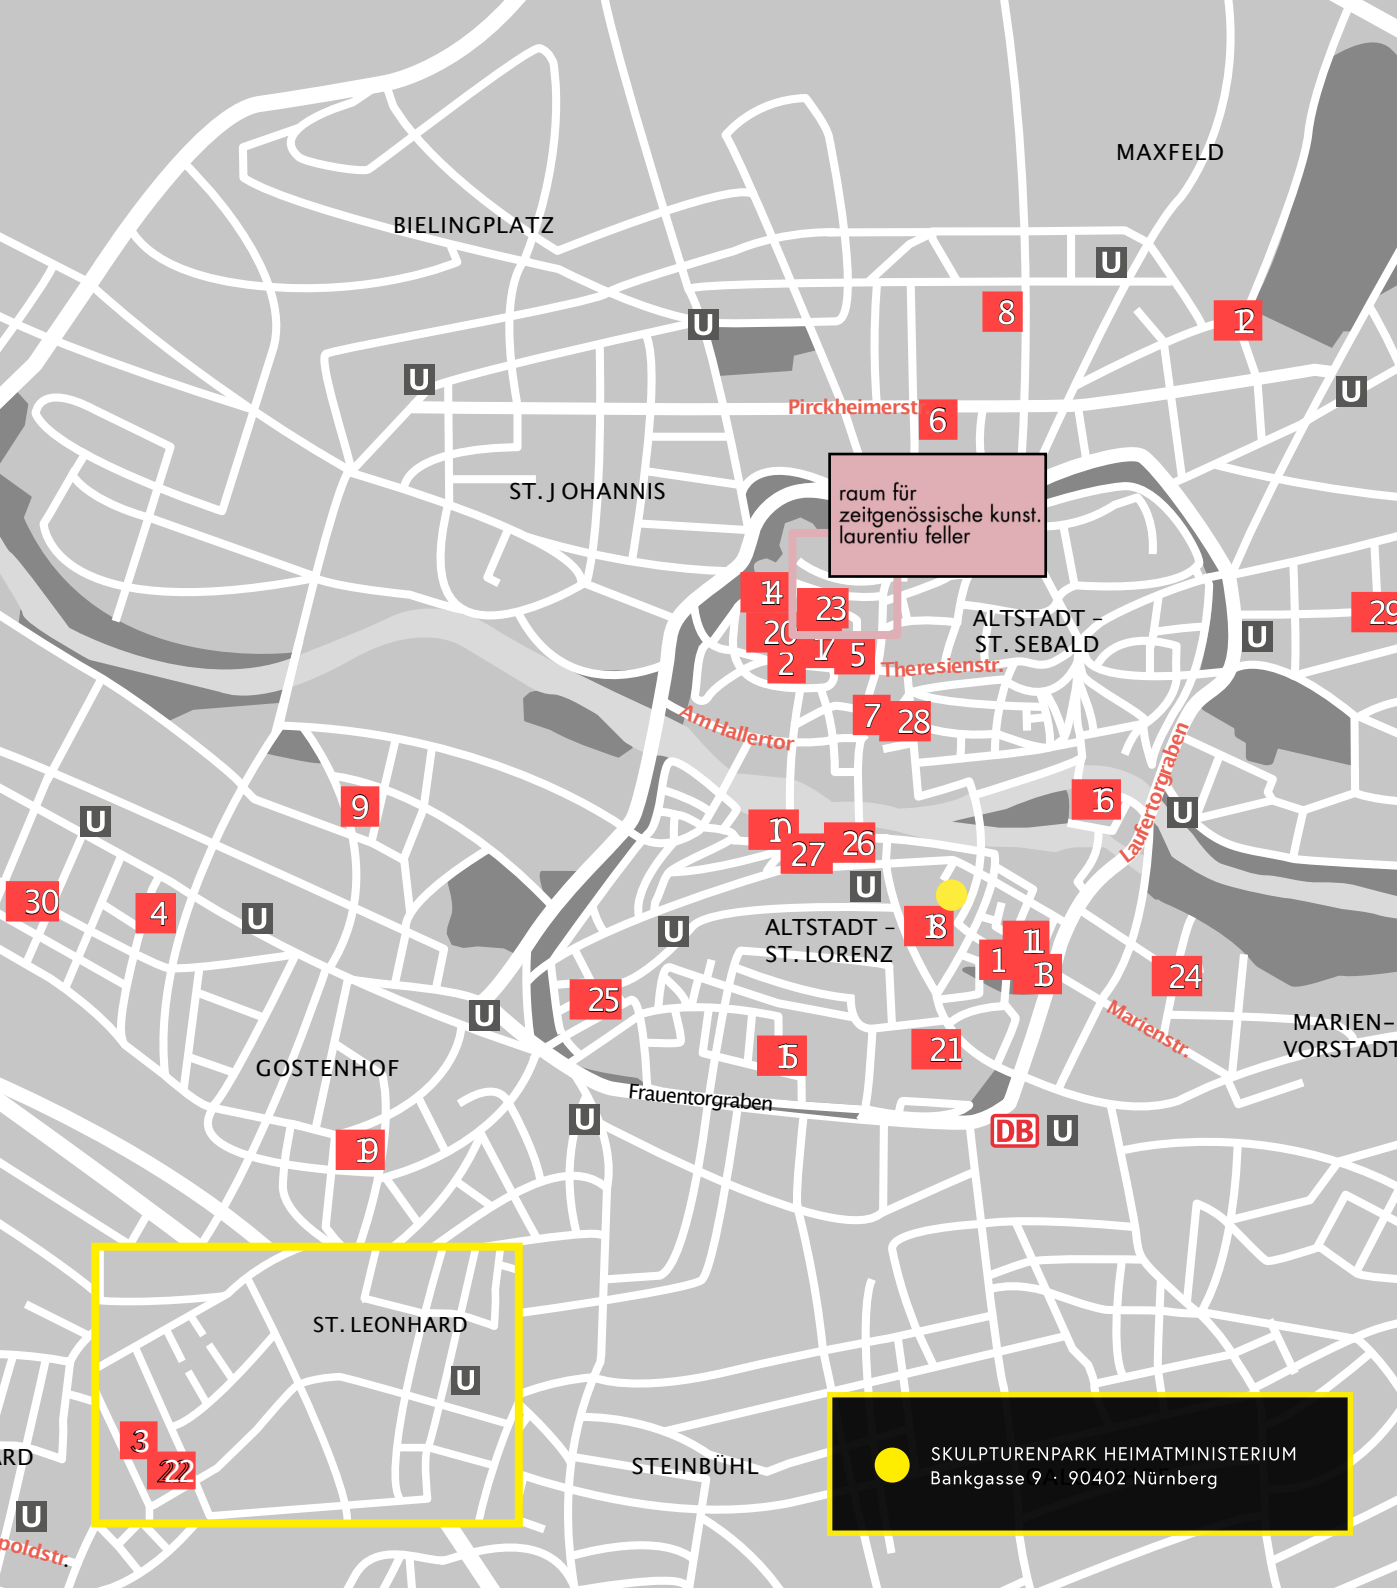 MAXFELD
BIELINGPLATZ
U
8
12
U
U
U
Pirckheimerst
6
ST. JOHANNIS
raum für
zeitgenössische kunst.
laurentiu feller
14
23
29
20
17
5
2
ALTSTADT –
ST. SEBALD
U
Theresienstr.
Am Hallertor
7
28
Laufertorgraben
9
16
U
U
10
27
26
U
30
4
U
U
ALTSTADT –
ST. LORENZ
18
11
1
13
24
25
U
Marienstr.
MARIEN–
VORSTADT
15
21
GOSTENHOF
Frauentorgraben
U
DB
U
19
ST. LEONHARD
U
3
22
ARD
U
poldstr.
STEINBÜHL
SKULPTURENPARK HEIMATMINISTERIUM
Bankgasse 9 · 90402 Nürnberg